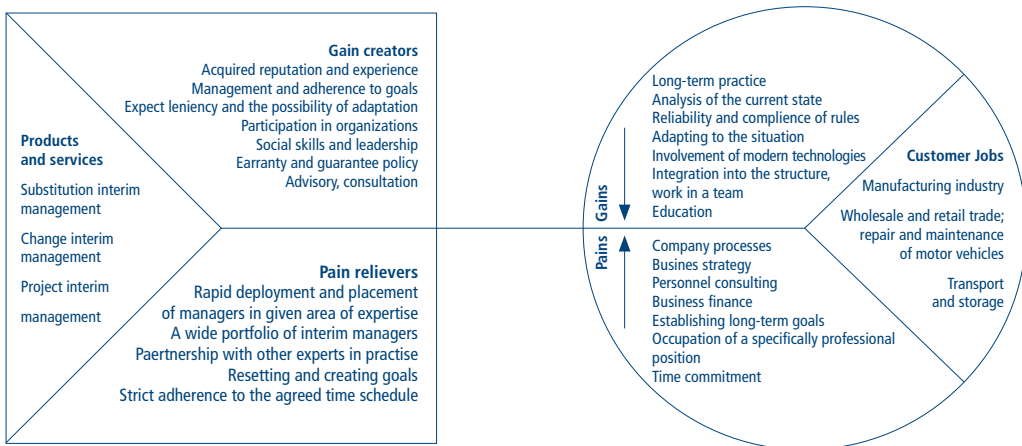 Gain creators
Acquired reputation and experience
Management and adherence to goals
Expect leniency and the possibility of adaptation
Participation in organizations
Social skills and leadership
Earranty and guarantee policy
Advisory, consultation
Products
and services
Substitution interim
management
Change interim
management
Project interim
management
Pain relievers
Rapid deployment and placement
of managers in given area of expertise
A wide portfolio of interim managers
Paertnership with other experts in practise
Resetting and creating goals
Strict adherence to the agreed time schedule
Gains
Long-term practice
Analysis of the current state
Reliability and complience of rules
Adapting to the situation
Involvement of modern technologies
Integration into the structure,
work in a team
Education
Pains
Company processes
Busines strategy
Personnel consulting
Business finance
Establishing long-term goals
Occupation of a specifically professional
position
Time commitment
Customer Jobs
Manufacturing industry
Wholesale and retail trade;
repair and maintenance
of motor vehicles
Transport
and storage